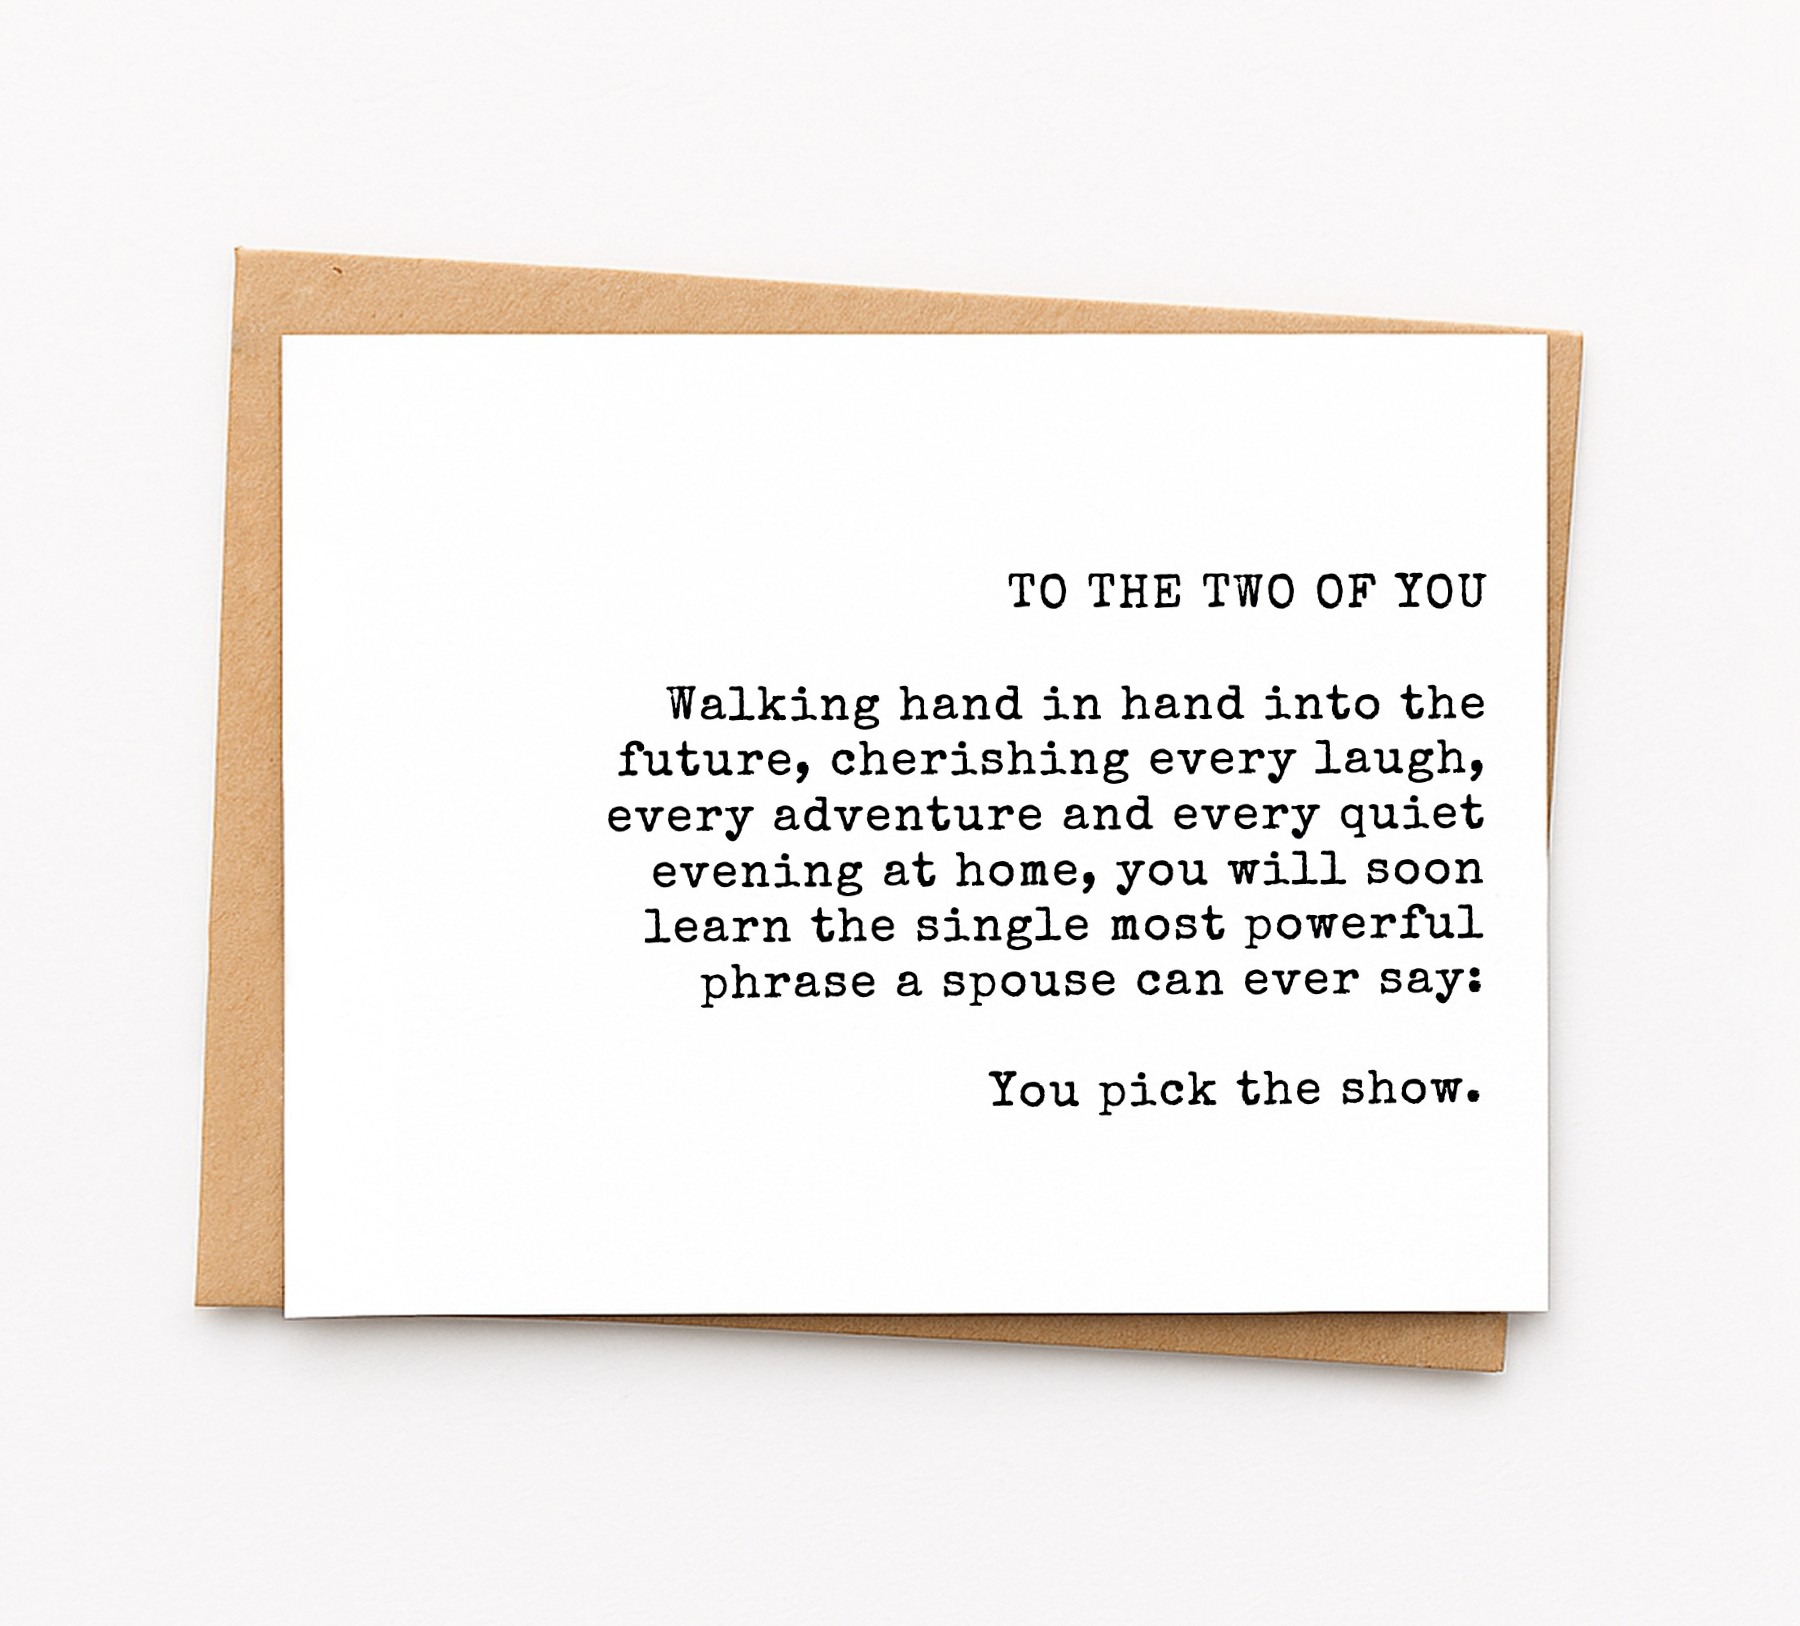 TO THE TWO OF YOU
Walking hand in hand into the
future, cherishing every laugh,
every adventure and every quiet
evening at home, you will soon
learn the single most powerful
phrase a spouse can ever say:
You pick the show.